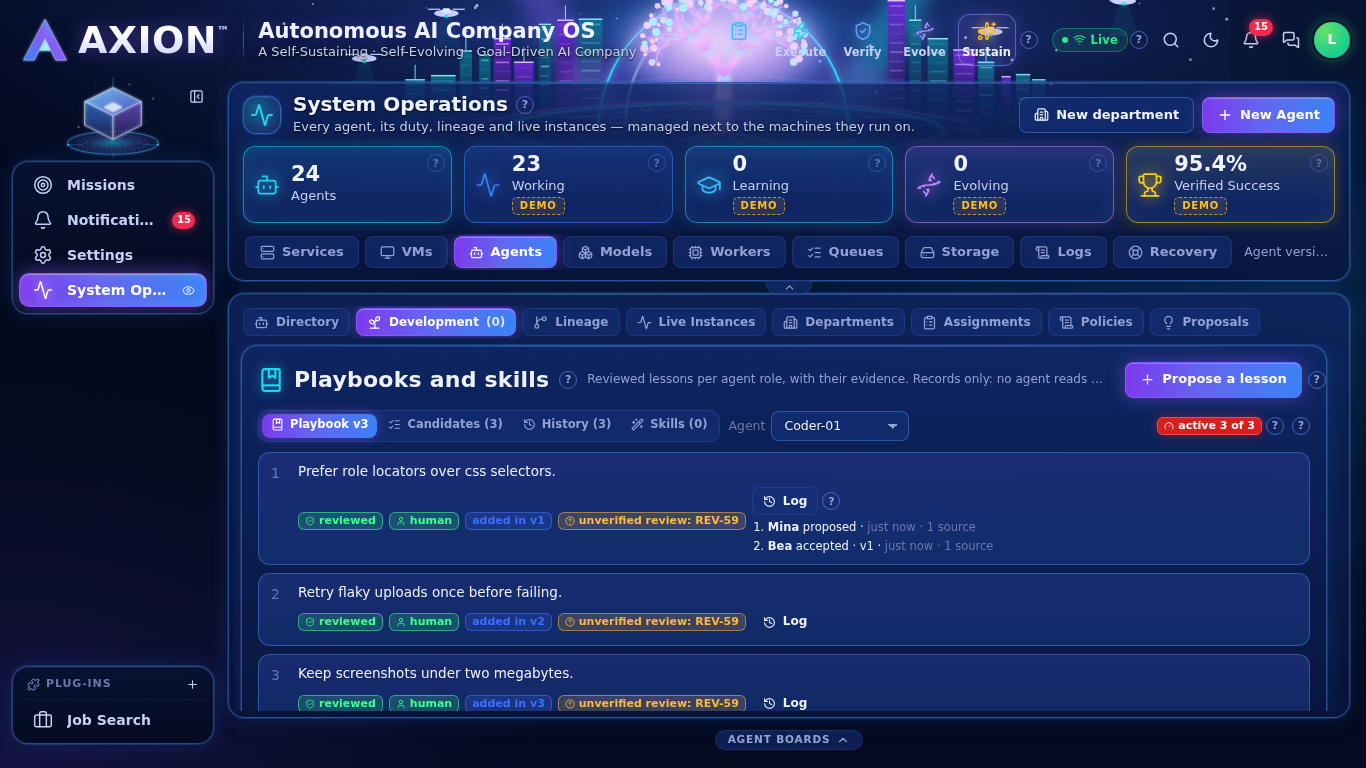 AXION™
Autonomous AI Company OS
A Self-Sustaining · Self-Evolving · Goal-Driven AI Company
Execute
Verify
Evolve
Sustain
?
Live
?
15
L
Missions
Notificati...
15
Settings
System Op...
PLUG-INS
+
Job Search
System Operations ?
Every agent, its duty, lineage and live instances — managed next to the machines they run on.
New department
+ New Agent
24
Agents
?
23
Working
DEMO
?
0
Learning
DEMO
?
0
Evolving
DEMO
?
95.4%
Verified Success
DEMO
?
Services
VMs
Agents
Models
Workers
Queues
Storage
Logs
Recovery
Agent versi...
Directory
Development (0)
Lineage
Live Instances
Departments
Assignments
Policies
Proposals
Playbooks and skills ? Reviewed lessons per agent role, with their evidence. Records only: no agent reads ...
+ Propose a lesson ?
Playbook v3
Candidates (3)
History (3)
Skills (0)
Agent
Coder-01
active 3 of 3 ? ?
1 Prefer role locators over css selectors.
reviewed human added in v1 unverified review: REV-59
Log ?
1. Mina proposed · just now · 1 source
2. Bea accepted · v1 · just now · 1 source
2 Retry flaky uploads once before failing.
reviewed human added in v2 unverified review: REV-59 Log
3 Keep screenshots under two megabytes.
reviewed human added in v3 unverified review: REV-59 Log
AGENT BOARDS